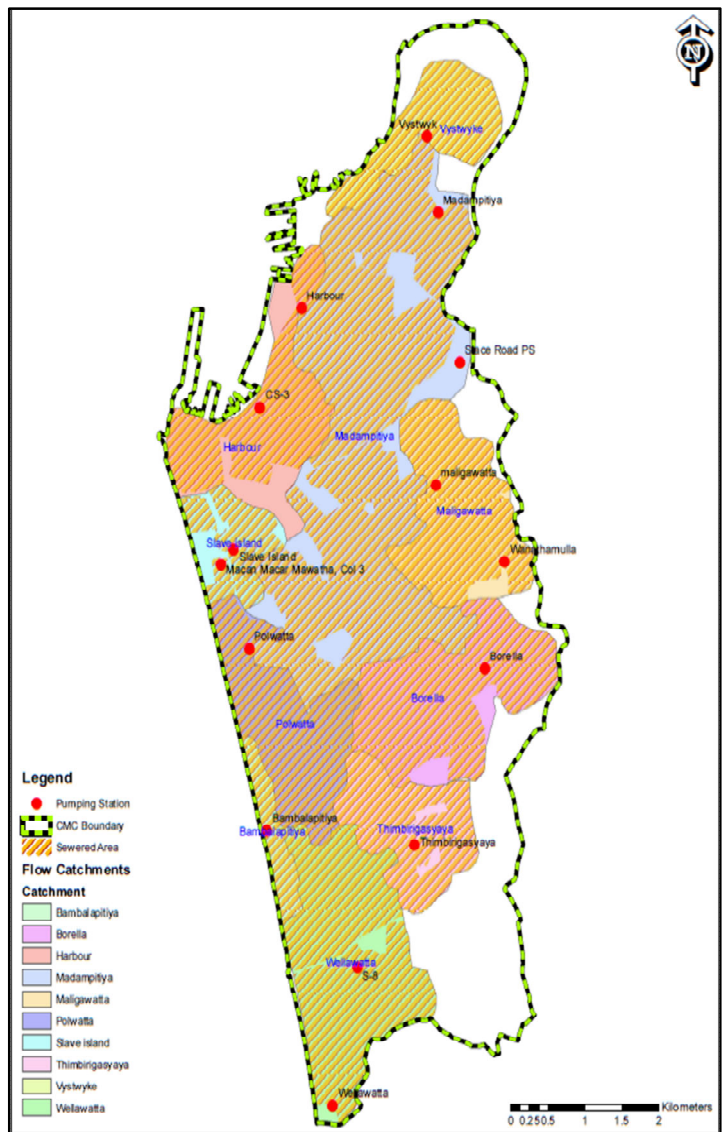 N
Vystwyk
Vystwyke
Madampitiya
Harbour
Stace Road PS
CS-3
Harbour
Madampitiya
maligawatta
Maligawatta
Slave island
Slave Island
Wanathamulla
Macan Macar Mawatha, Col 3
Polwatta
Borella
Borella
Polwatta
Bambalapitiya
Bambalapitiya
Thimbirigasyaya
Thimbirigasyaya
Wellawatta
S-8
Wellawatta
Legend
Pumping Station
CMC Boundary
Sewered Area
Flow Catchments
Catchment
Bambalapitiya
Borella
Harbour
Madampitiya
Maligawatta
Polwatta
Slave island
Thimbirigasyaya
Vystwyke
Wellawatta
Kilometers
0 0.25 0.5 1 1.5 2